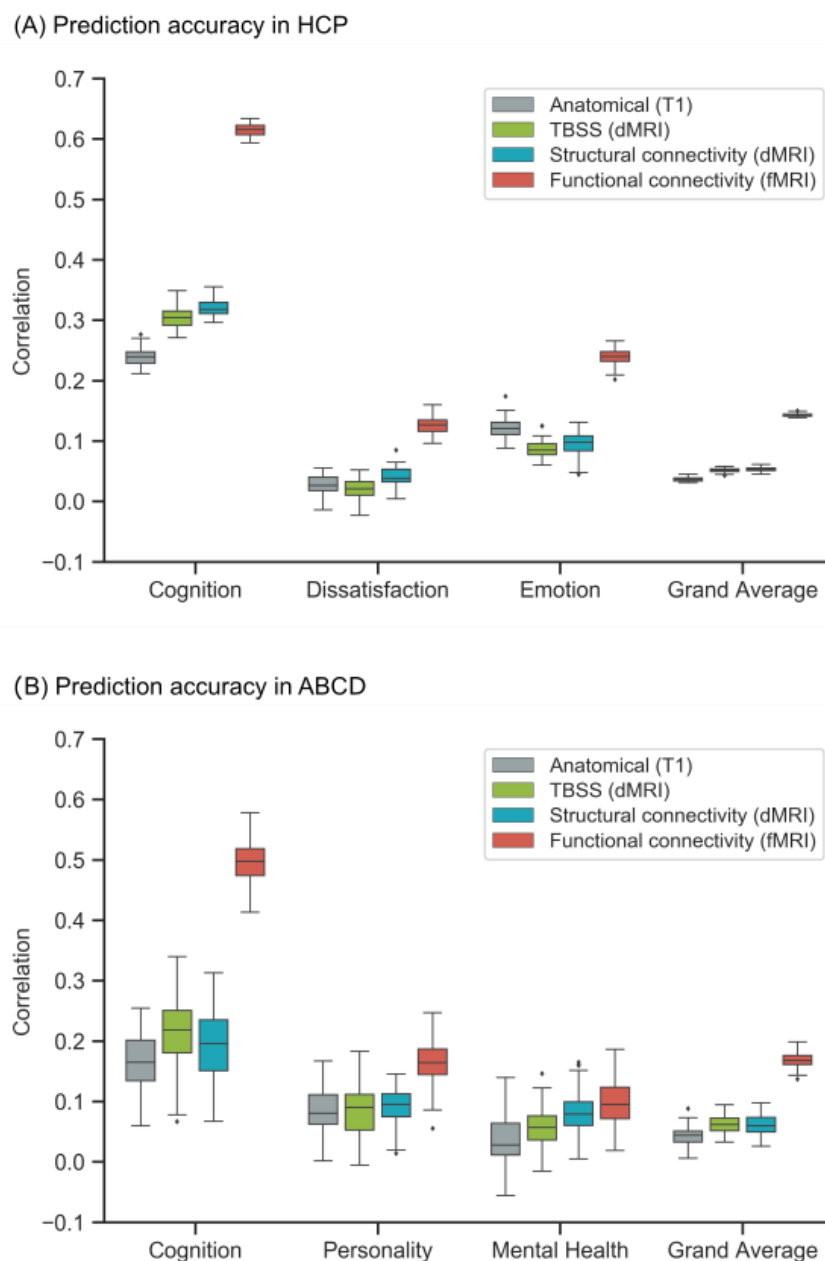 (A) Prediction accuracy in HCP
0.7
0.6
0.5
0.4
0.3
0.2
0.1
0.0
−0.1
Correlation
Anatomical (T1)
TBSS (dMRI)
Structural connectivity (dMRI)
Functional connectivity (fMRI)
Cognition Dissatisfaction Emotion Grand Average
(B) Prediction accuracy in ABCD
0.7
0.6
0.5
0.4
0.3
0.2
0.1
0.0
−0.1
Correlation
Anatomical (T1)
TBSS (dMRI)
Structural connectivity (dMRI)
Functional connectivity (fMRI)
Cognition Personality Mental Health Grand Average